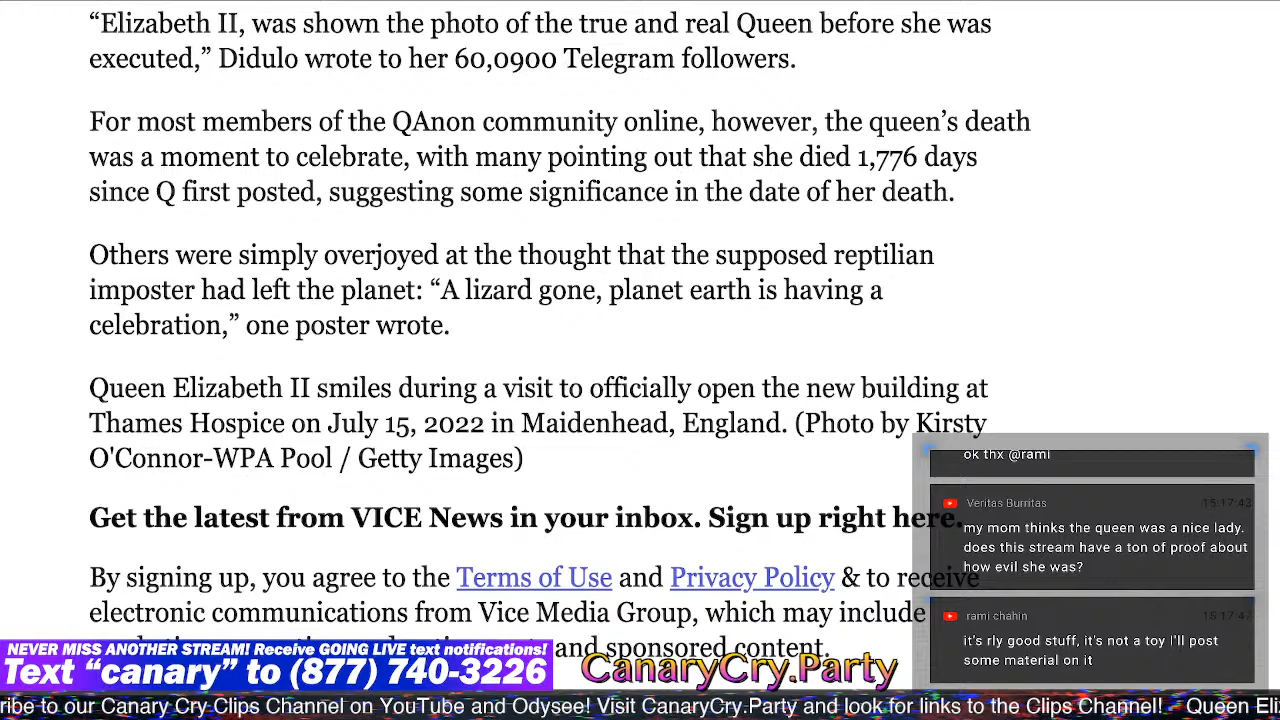 “Elizabeth II, was shown the photo of the true and real Queen before she was
executed,” Didulo wrote to her 60,0900 Telegram followers.
For most members of the QAnon community online, however, the queen’s death
was a moment to celebrate, with many pointing out that she died 1,776 days
since Q first posted, suggesting some significance in the date of her death.
Others were simply overjoyed at the thought that the supposed reptilian
imposter had left the planet: “A lizard gone, planet earth is having a
celebration,” one poster wrote.
Queen Elizabeth II smiles during a visit to officially open the new building at
Thames Hospice on July 15, 2022 in Maidenhead, England. (Photo by Kirsty
O'Connor-WPA Pool / Getty Images)
Get the latest from VICE News in your inbox. Sign up right here.
By signing up, you agree to the Terms of Use and Privacy Policy & to receive
electronic communications from Vice Media Group, which may include
and sponsored content.
ok thx @rami
Veritas Burritas 15:17:43
my mom thinks the queen was a nice lady.
does this stream have a ton of proof about
how evil she was?
rami chahin 15:17:47
it's rly good stuff, it's not a toy I'll post
some material on it
NEVER MISS ANOTHER STREAM! Receive GOING LIVE text notifications!
Text “canary” to (877) 740-3226
CanaryCry.Party
ribe to our Canary Cry Clips Channel on YouTube and Odysee! Visit CanaryCry.Party and look for links to the Clips Channel! - Queen Eli